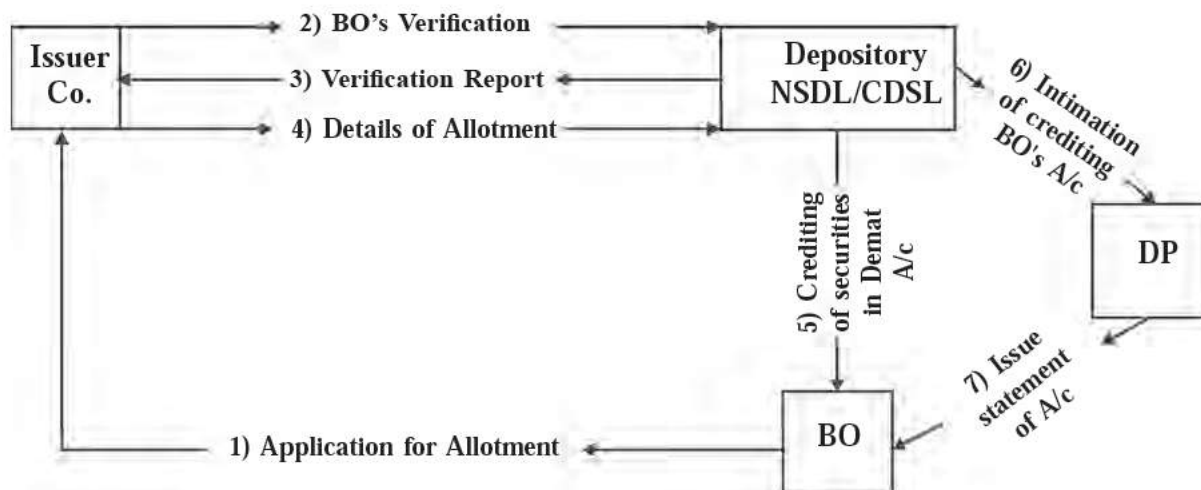 2) BO's Verification
Issuer
Co.
3) Verification Report
4) Details of Allotment
Depository
NSDL/CDSL
6) Intimation
of crediting
BO's A/c
DP
5) Crediting
of securities
in Demat
A/c
7) Issue
statement
of A/c
BO
1) Application for Allotment